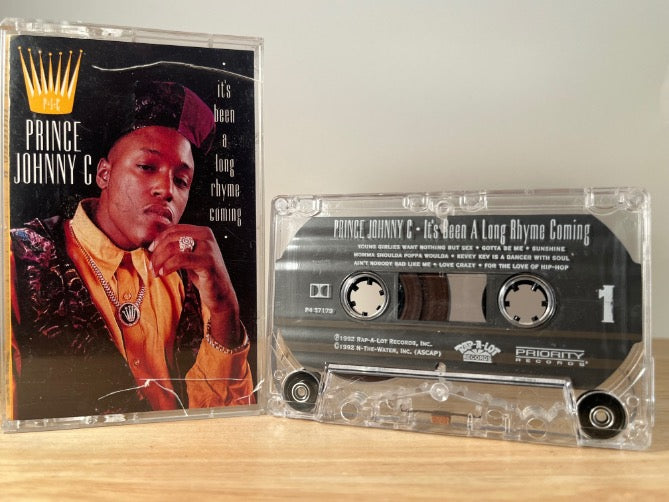 P·J·C
PRINCE
JOHNNY C
it's
been
a
long
rhyme
coming
PRINCE JOHNNY C • It's Been A Long Rhyme Coming
YOUNG GIRLIES WANT NOTHING BUT SEX • GOTTA BE ME • SUNSHINE
MOMMA SHOULDA POPPA WOULDA • KEVEY KEV IS A DANCER WITH SOUL
AIN'T NOBODY BAD LIKE ME • LOVE CRAZY • FOR THE LOVE OF HIP-HOP
1
P4 57179
℗1992 RAP-A-LOT RECORDS, INC.
©1992 N-THE-WATER, INC. (ASCAP)
RAP-A-LOT
RECORDS
PRIORITY
RECORDS